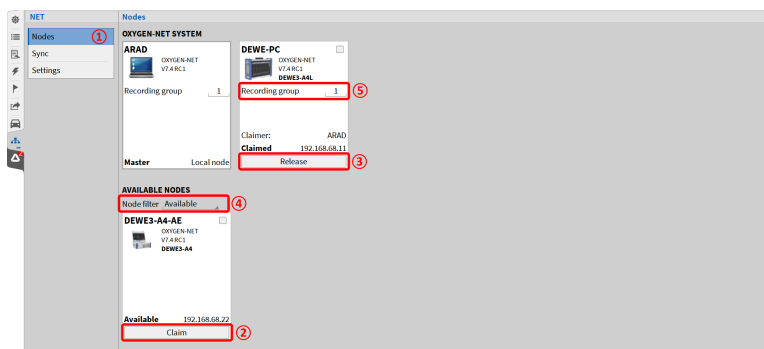 NET
Nodes
Nodes ①
Sync
Settings
OXYGEN-NET SYSTEM
ARAD
OXYGEN-NET
V7.4 RC1
Recording group 1
Master Local node
DEWE-PC
OXYGEN-NET
V7.4 RC1
DEWE3-A4L
Recording group 1 ⑤
Claimer: ARAD
Claimed 192.168.68.11
Release ③
AVAILABLE NODES
Node filter Available ④
DEWE3-A4-AE
OXYGEN-NET
V7.4 RC1
DEWE3-A4
Available 192.168.68.22
Claim ②